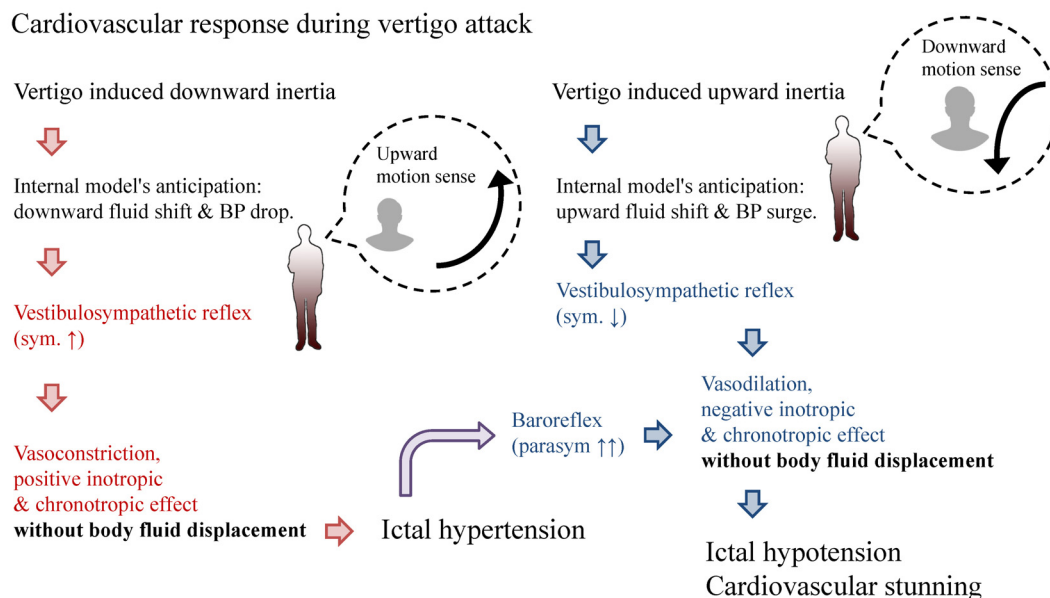 Cardiovascular response during vertigo attack
Vertigo induced downward inertia
Internal model's anticipation:
downward fluid shift & BP drop.
Vestibulosympathetic reflex
(sym. ↑)
Vasoconstriction,
positive inotropic
& chronotropic effect
without body fluid displacement
Upward
motion sense
Ictal hypertension
Baroreflex
(parasym ↑↑)
Vertigo induced upward inertia
Downward
motion sense
Internal model's anticipation:
upward fluid shift & BP surge.
Vestibulosympathetic reflex
(sym. ↓)
Vasodilation,
negative inotropic
& chronotropic effect
without body fluid displacement
Ictal hypotension
Cardiovascular stunning